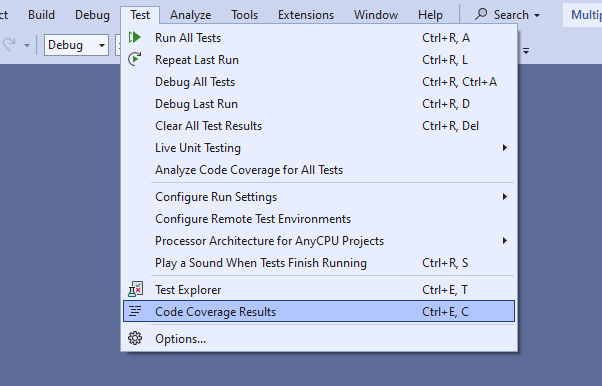 ct Build Debug Test Analyze Tools Extensions Window Help Search Multip
Debug
Run All Tests Ctrl+R, A
Repeat Last Run Ctrl+R, L
Debug All Tests Ctrl+R, Ctrl+A
Debug Last Run Ctrl+R, D
Clear All Test Results Ctrl+R, Del
Live Unit Testing
Analyze Code Coverage for All Tests
Configure Run Settings
Configure Remote Test Environments
Processor Architecture for AnyCPU Projects
Play a Sound When Tests Finish Running Ctrl+R, S
Test Explorer Ctrl+E, T
Code Coverage Results Ctrl+E, C
Options...